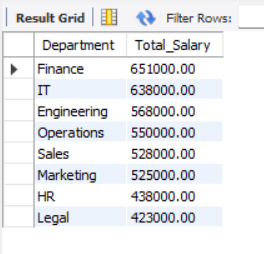 Result Grid Filter Rows:
Department Total_Salary
Finance 651000.00
IT 638000.00
Engineering 568000.00
Operations 550000.00
Sales 528000.00
Marketing 525000.00
HR 438000.00
Legal 423000.00